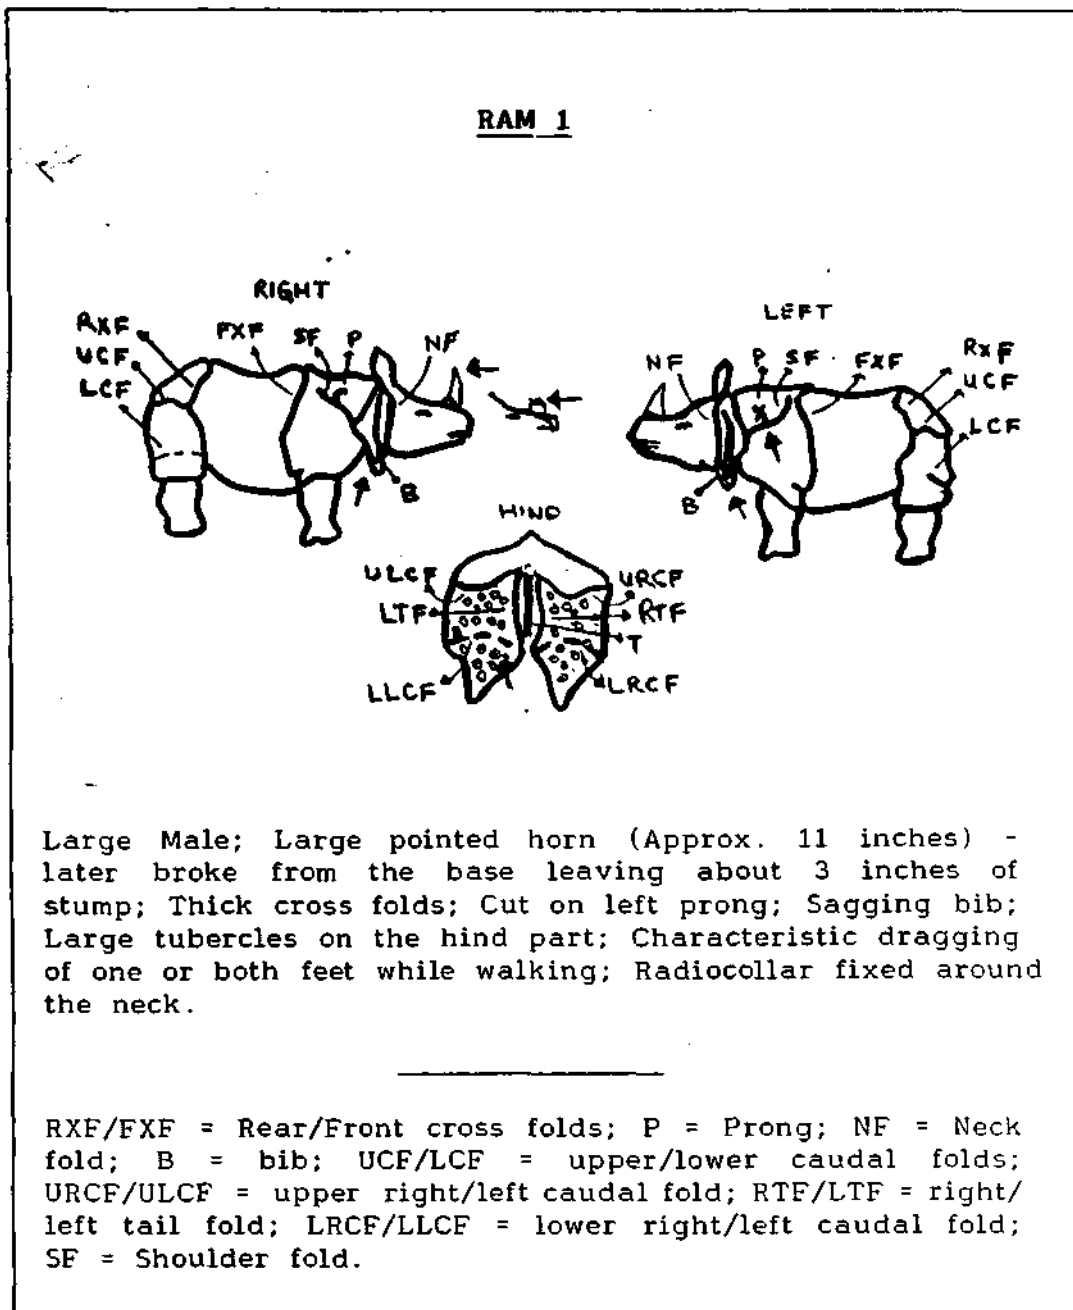 RAM 1
RIGHT
LEFT
RXF
UCF
LCF
FXF
SF
P
NF
B
NF
P
SF
FXF
RXF
UCF
LCF
B
HIND
ULCF
LTF
LLCF
URCF
RTF
T
LRCF
Large Male; Large pointed horn (Approx. 11 inches) -
later broke from the base leaving about 3 inches of
stump; Thick cross folds; Cut on left prong; Sagging bib;
Large tubercles on the hind part; Characteristic dragging
of one or both feet while walking; Radiocollar fixed around
the neck.
RXF/FXF = Rear/Front cross folds; P = Prong; NF = Neck
fold; B = bib; UCF/LCF = upper/lower caudal folds;
URCF/ULCF = upper right/left caudal fold; RTF/LTF = right/
left tail fold; LRCF/LLCF = lower right/left caudal fold;
SF = Shoulder fold.